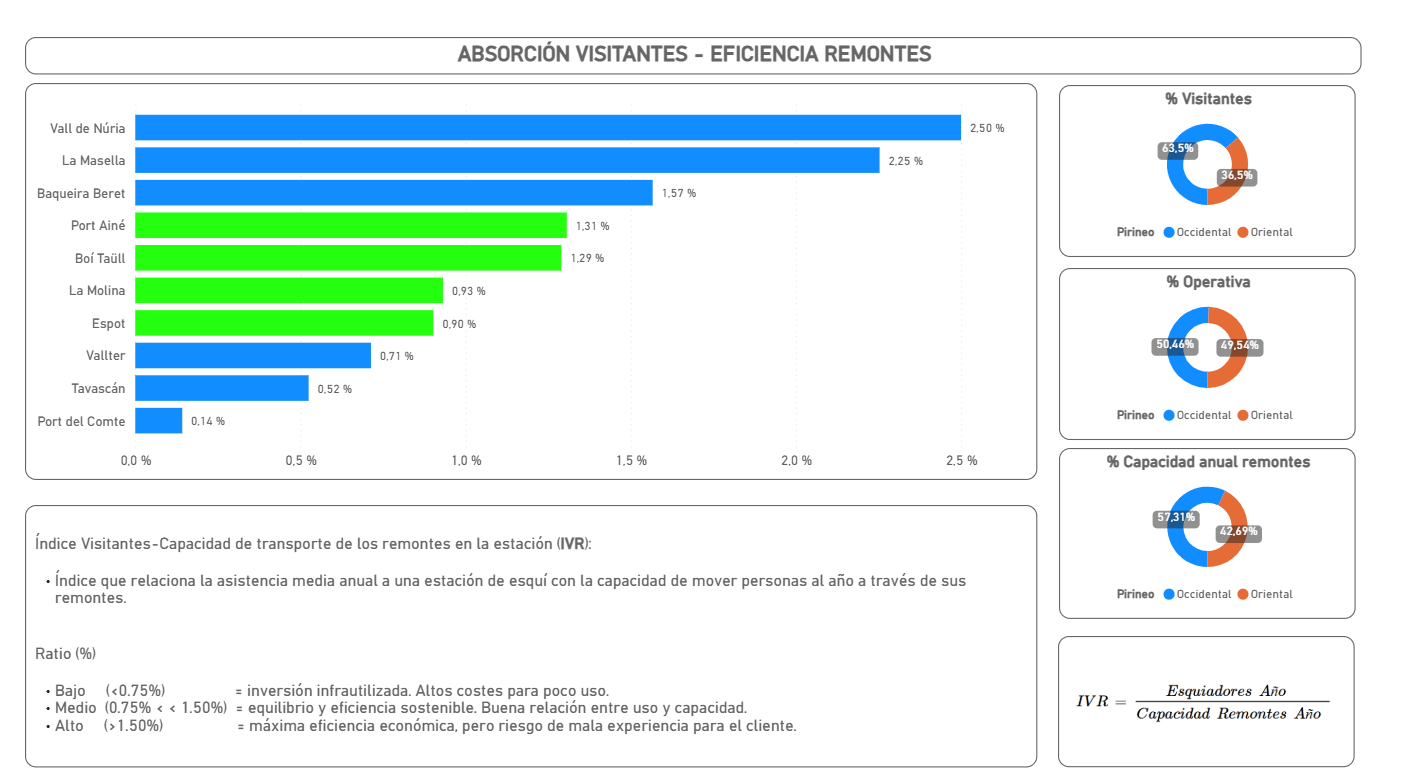 ABSORCIÓN VISITANTES - EFICIENCIA REMONTES
Vall de Núria 2,50 %
La Masella 2,25 %
Baqueira Beret 1,57 %
Port Ainé 1,31 %
Boí Taüll 1,29 %
La Molina 0,93 %
Espot 0,90 %
Vallter 0,71 %
Tavascán 0,52 %
Port del Comte 0,14 %
0,0 % 0,5 % 1,0 % 1,5 % 2,0 % 2,5 %
% Visitantes
63,5%
36,5%
Pirineo Occidental Oriental
% Operativa
50,46% 49,54%
Pirineo Occidental Oriental
% Capacidad anual remontes
57,31%
42,69%
Pirineo Occidental Oriental
Índice Visitantes-Capacidad de transporte de los remontes en la estación (IVR):
• Índice que relaciona la asistencia media anual a una estación de esquí con la capacidad de mover personas al año a través de sus
remontes.
Ratio (%)
• Bajo (<0.75%) = inversión infrautilizada. Altos costes para poco uso.
• Medio (0.75% < < 1.50%) = equilibrio y eficiencia sostenible. Buena relación entre uso y capacidad.
• Alto (>1.50%) = máxima eficiencia económica, pero riesgo de mala experiencia para el cliente.
Esquiadores Año
IVR =
Capacidad Remontes Año